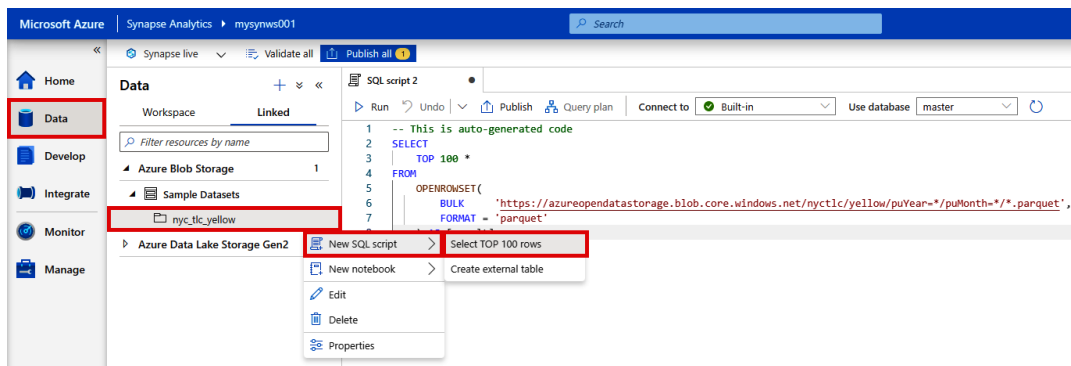 Microsoft Azure Synapse Analytics mysynws001 Search
Synapse live Validate all Publish all 1
Home
Data
Develop
Integrate
Monitor
Manage
Data
Workspace Linked
Filter resources by name
Azure Blob Storage 1
Sample Datasets
nyc_tlc_yellow
Azure Data Lake Storage Gen2
SQL script 2
Run Undo Publish Query plan Connect to Built-in Use database master
1 -- This is auto-generated code
2 SELECT
3 TOP 100 *
4 FROM
5 OPENROWSET(
6 BULK 'https://azureopendatastorage.blob.core.windows.net/nyctlc/yellow/puYear=*/puMonth=*/*.parquet',
7 FORMAT = 'parquet'
New SQL script
New notebook
Edit
Delete
Properties
Select TOP 100 rows
Create external table